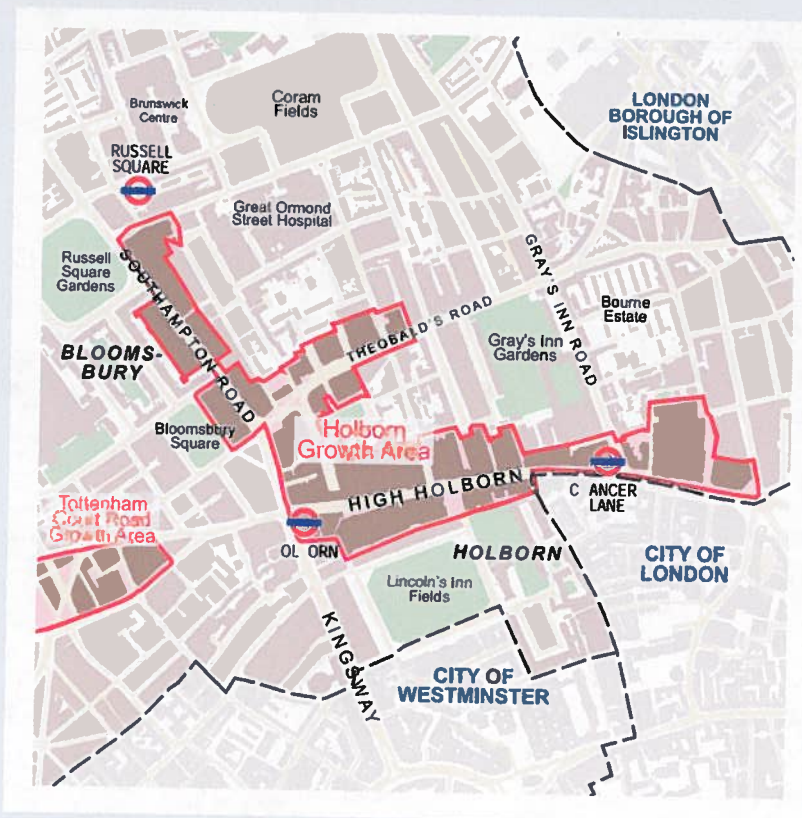 Brunswick
Centre
Coram
Fields
LONDON
BOROUGH OF
ISLINGTON
RUSSELL
SQUARE
Great Ormond
Street Hospital
Russell
Square
Gardens
SOUTHAMPTON ROAD
GRAY'S INN ROAD
Bourne
Estate
THEOBALD'S ROAD
Gray's Inn
Gardens
BLOOMS-
BURY
Bloomsbury
Square
Holborn
Growth Area
HIGH HOLBORN
C ANCER
LANE
Tottenham
Court Road
Growth Area
OL ORN
HOLBORN
CITY OF
LONDON
Lincoln's Inn
Fields
KINGSWAY
CITY OF
WESTMINSTER